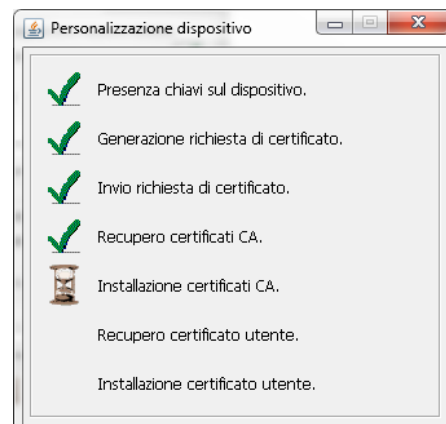 Personalizzazione dispositivo
Presenza chiavi sul dispositivo.
Generazione richiesta di certificato.
Invio richiesta di certificato.
Recupero certificati CA.
Installazione certificati CA.
Recupero certificato utente.
Installazione certificato utente.